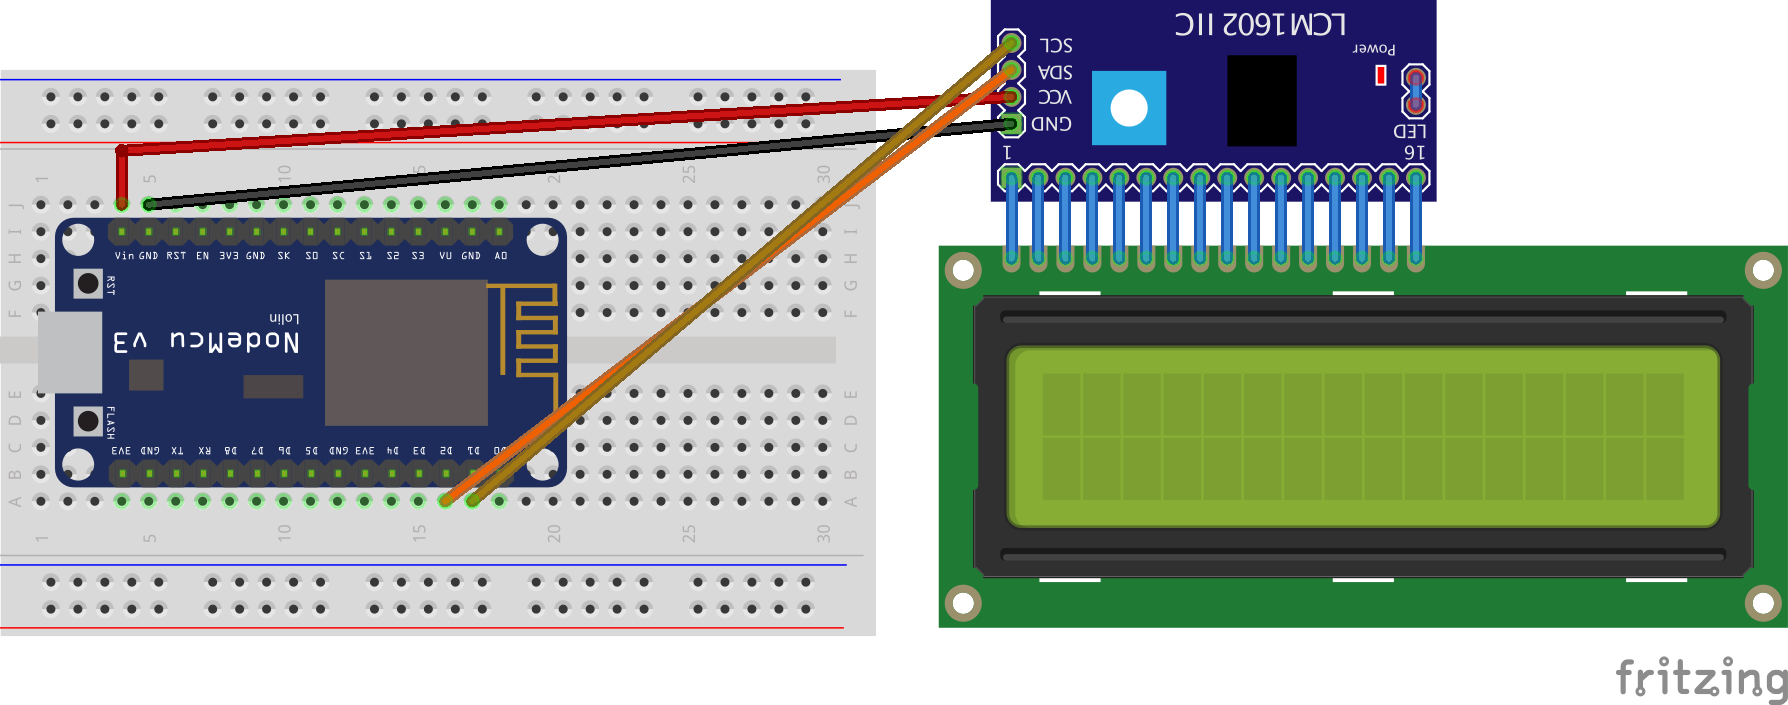 LCM1602 IIC
SCL
SDA
VCC
GND
Power
LED
1
16
1
5
10
15
20
25
30
J
I
H
G
F
J
I
H
G
F
Vin GND RST EN 3V3 GND SK SO SC S1 S2 S3 VU GND AO
RST
Lolin
NodeMcu v3
FLASH
3V3 GND TX RX D8 D7 D6 D5 GND 3V3 D4 D3 D2 D1 D0
E
D
C
B
A
E
D
C
B
A
1
5
10
15
20
25
30
fritzing